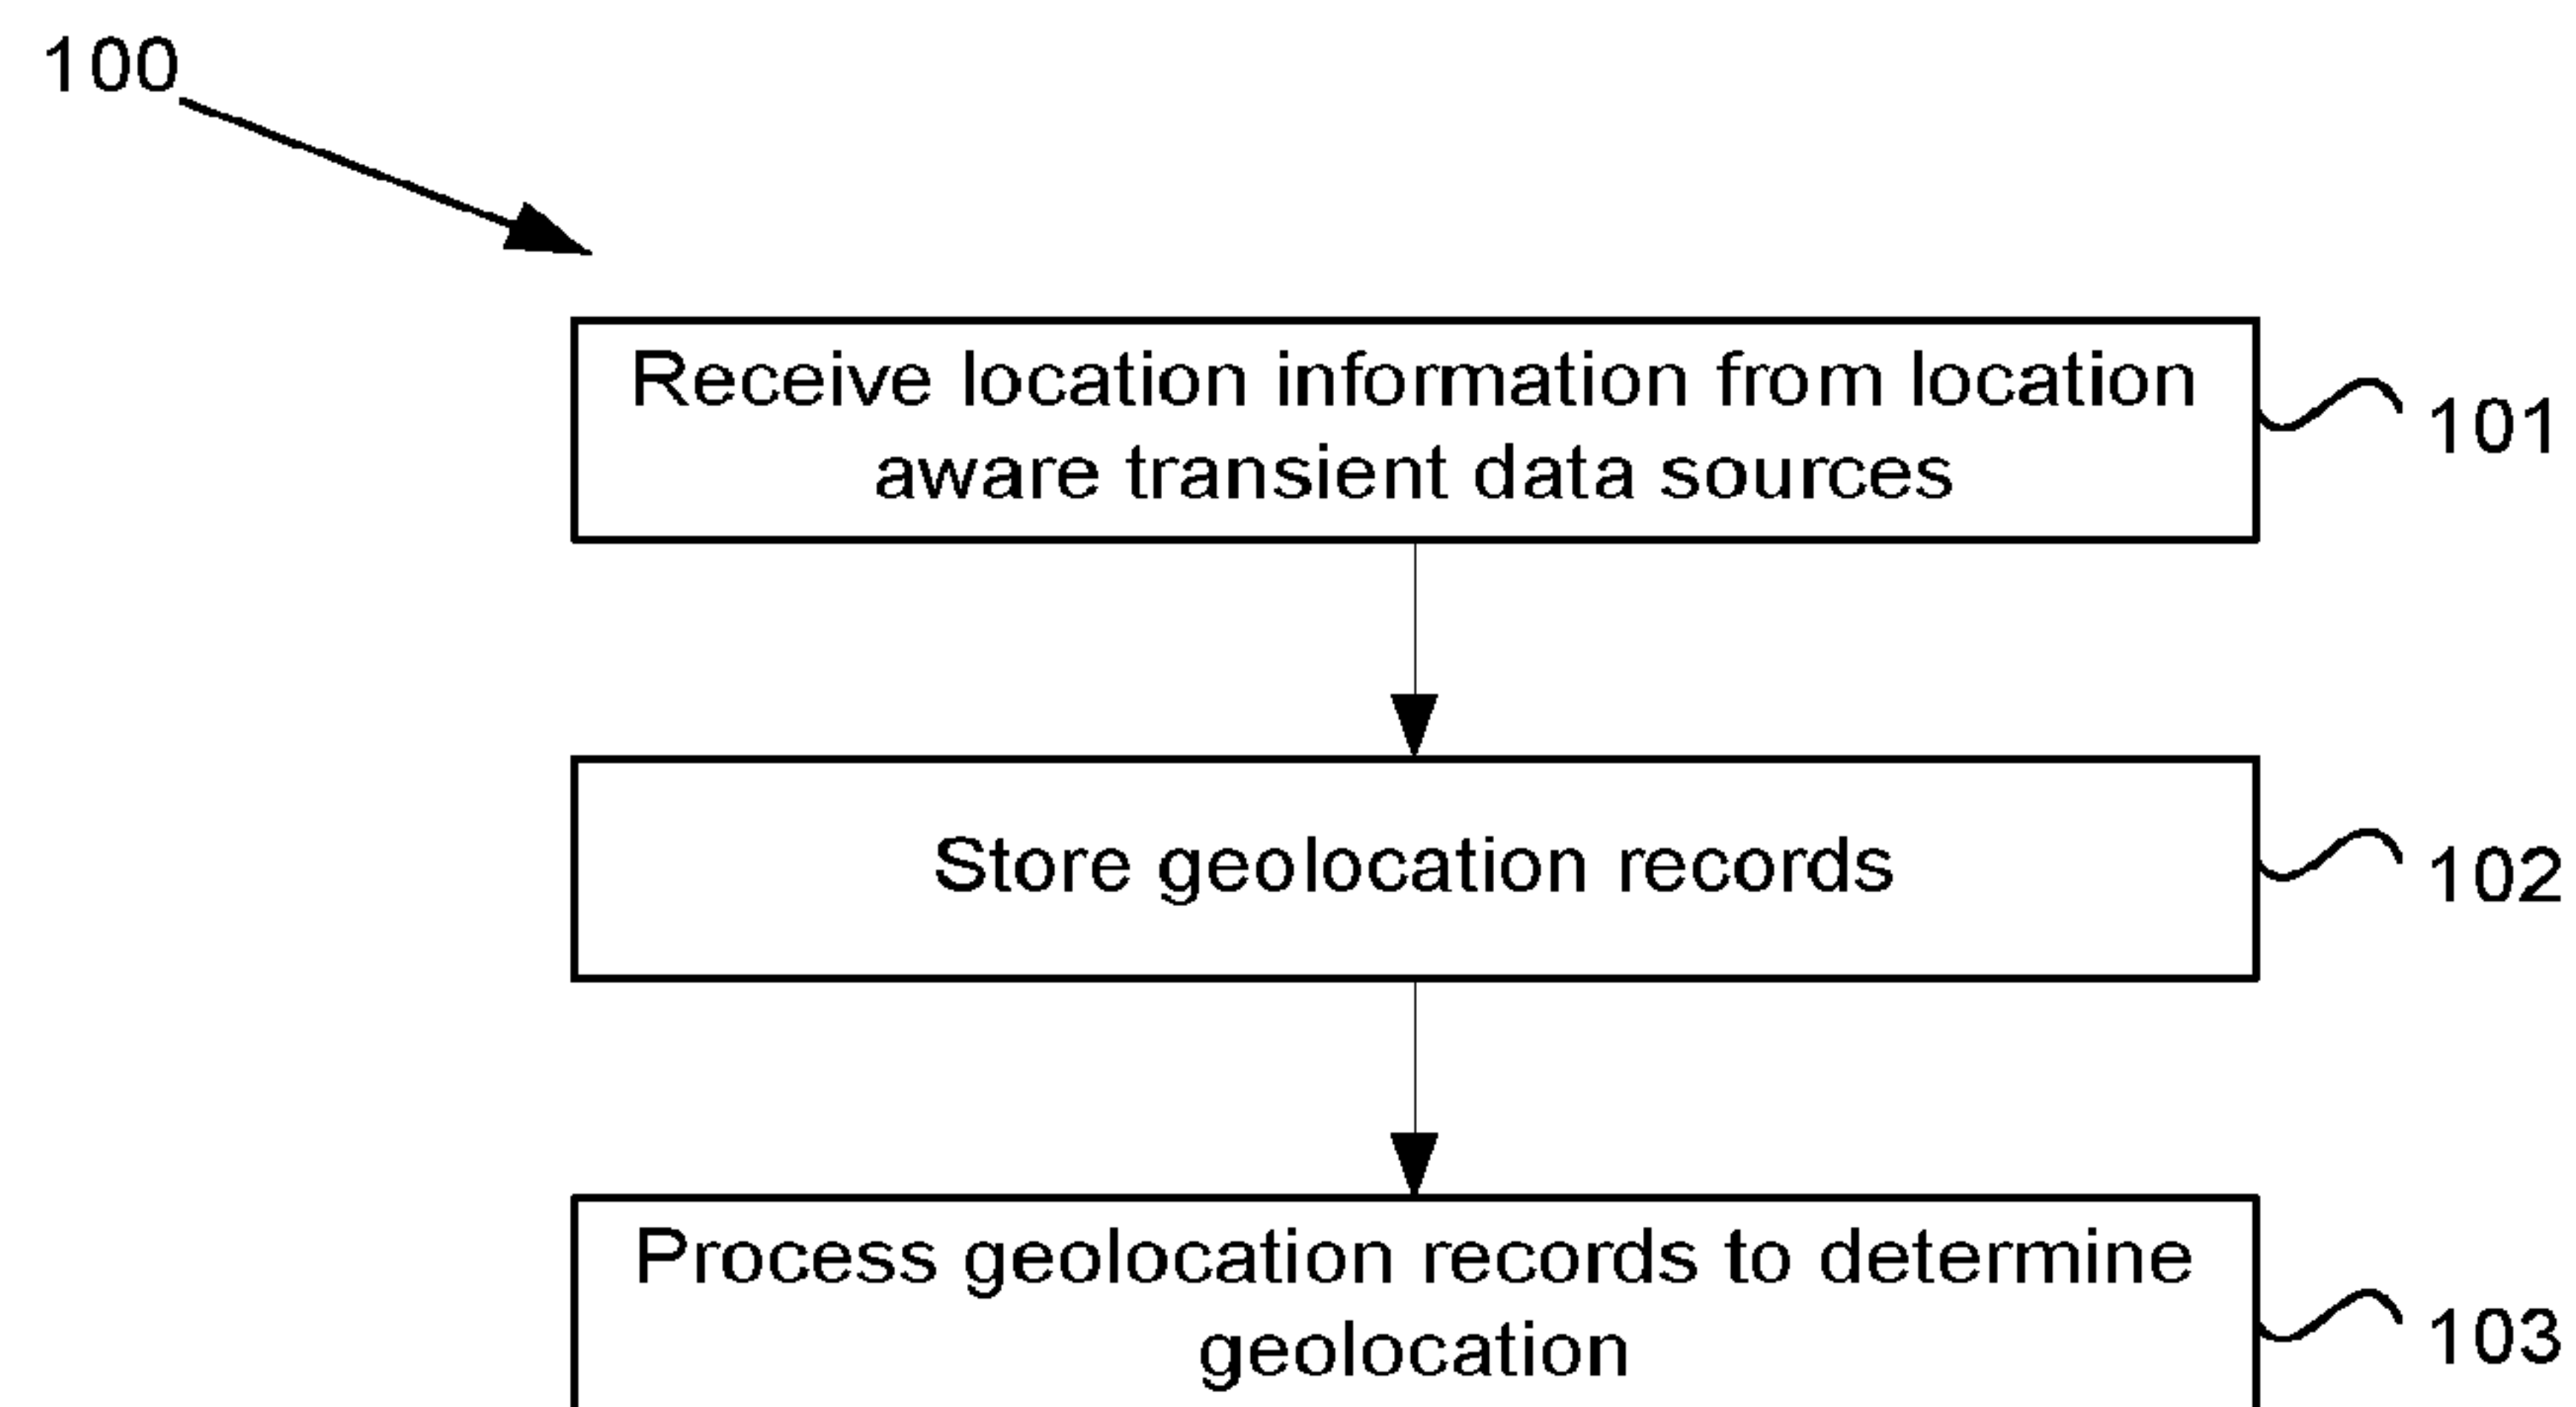 100
Receive location information from location
aware transient data sources
101
Store geolocation records
102
Process geolocation records to determine
geolocation
103